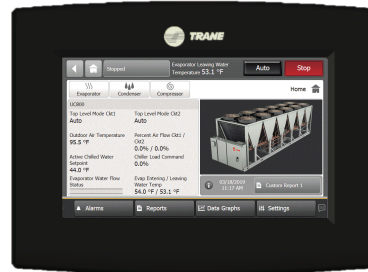 TRANE
Stopped
Evaporator Leaving Water
Temperature 53.1 °F
Auto
Stop
Evaporator
Condenser
Compressor
Home
UC800
Top Level Mode Ckt1
Auto
Top Level Mode Ckt2
Auto
Outdoor Air Temperature
95.5 °F
Percent Air Flow Ckt1 /
Ckt2
0.0% / 0.0%
Active Chilled Water
Setpoint
44.0 °F
Chiller Load Command
0.0%
Evaporator Water Flow
Status
Evap Entering / Leaving
Water Temp
54.0 °F / 53.1 °F
11:17 AM
Custom Report 1
Alarms
Reports
Data Graphs
Settings